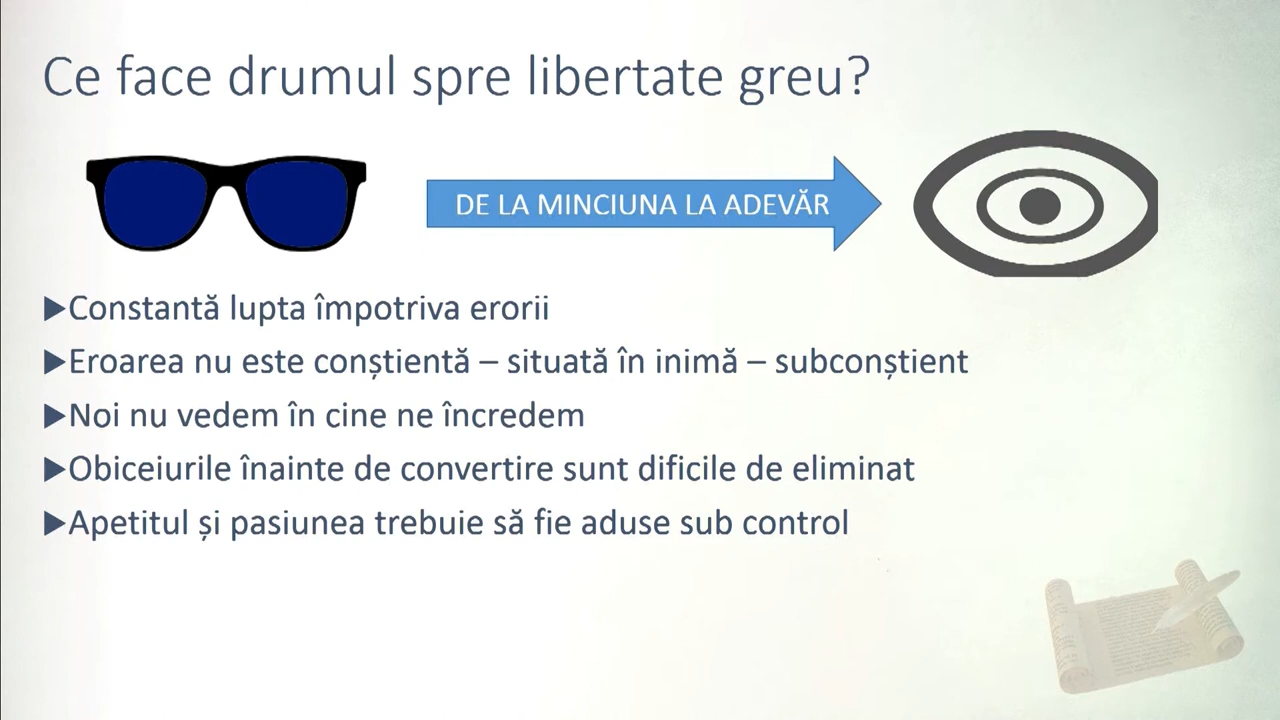 Ce face drumul spre libertate greu?
DE LA MINCIUNA LA ADEVĂR
Constantă lupta împotriva erorii
Eroarea nu este conștientă – situată în inimă – subconștient
Noi nu vedem în cine ne încredem
Obiceiurile înainte de convertire sunt dificile de eliminat
Apetitul și pasiunea trebuie să fie aduse sub control